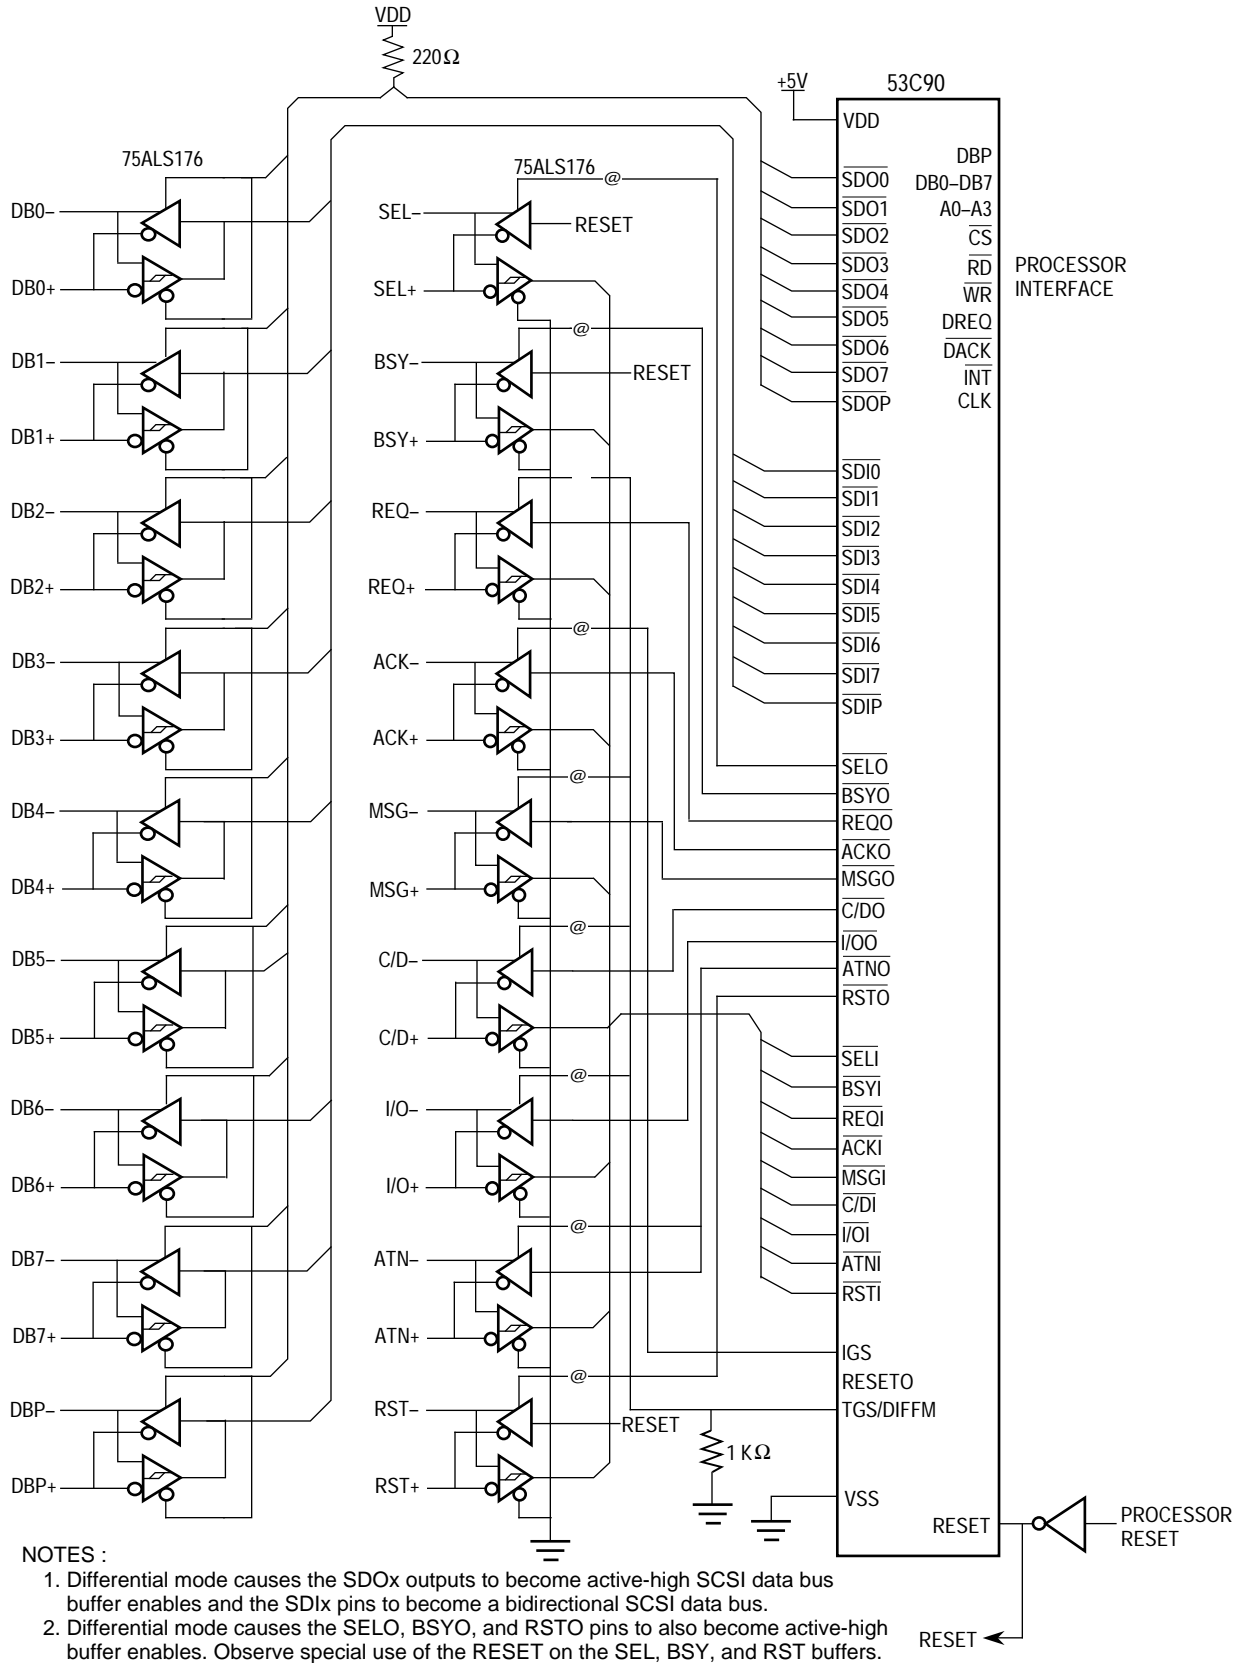 VDD
220Ω
+5V
53C90
VDD
75ALS176
75ALS176
@
DBP
DB0–DB7
A0–A3
CS
RD
WR
DREQ
DACK
INT
CLK
PROCESSOR
INTERFACE
SDO0
SDO1
SDO2
SDO3
SDO4
SDO5
SDO6
SDO7
SDOP
SDI0
SDI1
SDI2
SDI3
SDI4
SDI5
SDI6
SDI7
SDIP
SELO
BSYO
REQO
ACKO
MSGO
C/DO
I/OO
ATNO
RSTO
SELI
BSYI
REQI
ACKI
MSGI
C/DI
I/OI
ATNI
RSTI
IGS
RESETO
TGS/DIFFM
VSS
RESET
PROCESSOR
RESET
RESET
1 KΩ
DB0–
DB0+
DB1–
DB1+
DB2–
DB2+
DB3–
DB3+
DB4–
DB4+
DB5–
DB5+
DB6–
DB6+
DB7–
DB7+
DBP–
DBP+
SEL–
RESET
SEL+
@
BSY–
RESET
BSY+
REQ–
REQ+
@
ACK–
ACK+
@
MSG–
MSG+
@
C/D–
C/D+
@
I/O–
I/O+
@
ATN–
ATN+
@
RST–
RESET
RST+
NOTES :
1. Differential mode causes the SDOx outputs to become active-high SCSI data bus
buffer enables and the SDIx pins to become a bidirectional SCSI data bus.
2. Differential mode causes the SELO, BSYO, and RSTO pins to also become active-high
buffer enables. Observe special use of the RESET on the SEL, BSY, and RST buffers.